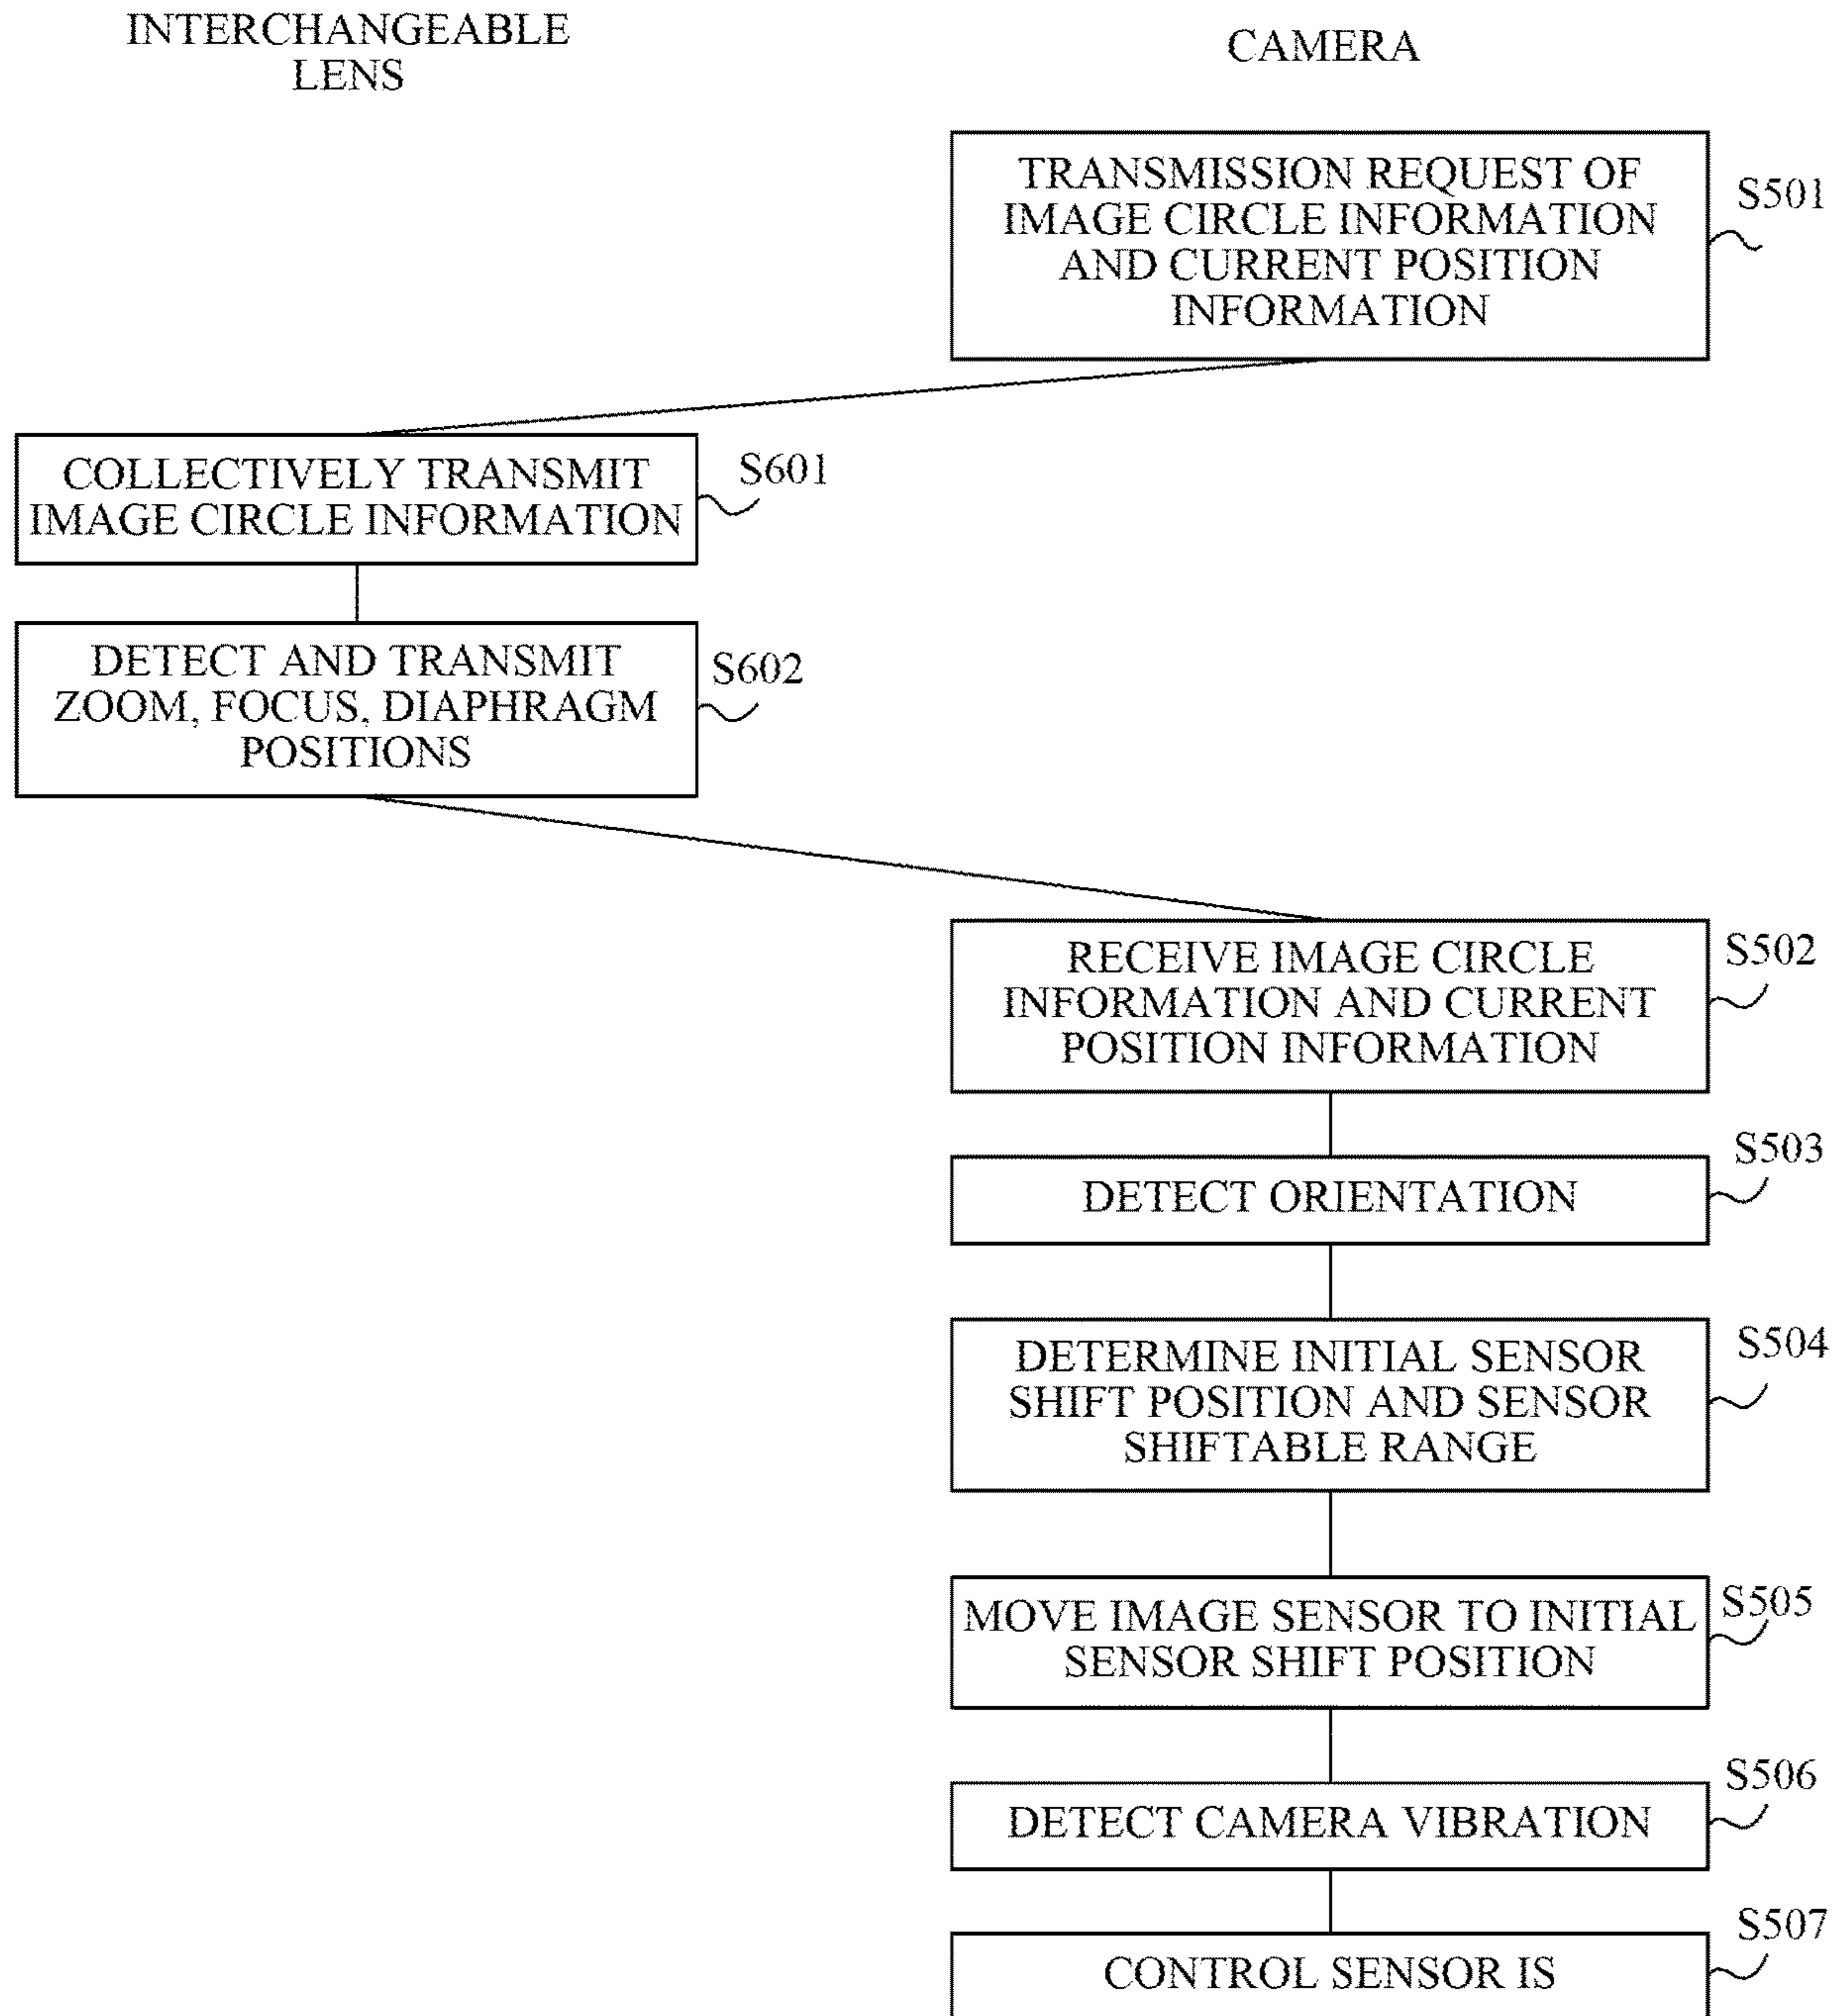 INTERCHANGEABLE
LENS
CAMERA
TRANSMISSION REQUEST OF
IMAGE CIRCLE INFORMATION
AND CURRENT POSITION
INFORMATION
S501
COLLECTIVELY TRANSMIT
IMAGE CIRCLE INFORMATION
S601
DETECT AND TRANSMIT
ZOOM, FOCUS, DIAPHRAGM
POSITIONS
S602
RECEIVE IMAGE CIRCLE
INFORMATION AND CURRENT
POSITION INFORMATION
S502
DETECT ORIENTATION
S503
DETERMINE INITIAL SENSOR
SHIFT POSITION AND SENSOR
SHIFTABLE RANGE
S504
MOVE IMAGE SENSOR TO INITIAL
SENSOR SHIFT POSITION
S505
DETECT CAMERA VIBRATION
S506
CONTROL SENSOR IS
S507